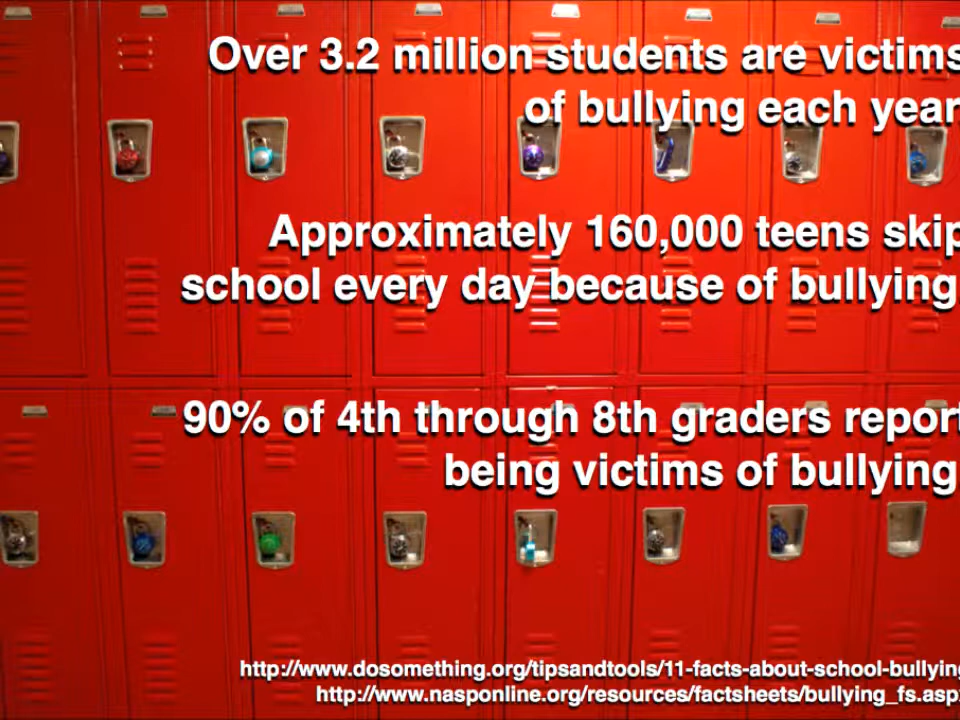 Over 3.2 million students are victims
of bullying each year
Approximately 160,000 teens skip
school every day because of bullying
90% of 4th through 8th graders report
being victims of bullying
http://www.dosomething.org/tipsandtools/11-facts-about-school-bullying
http://www.nasponline.org/resources/factsheets/bullying_fs.aspx